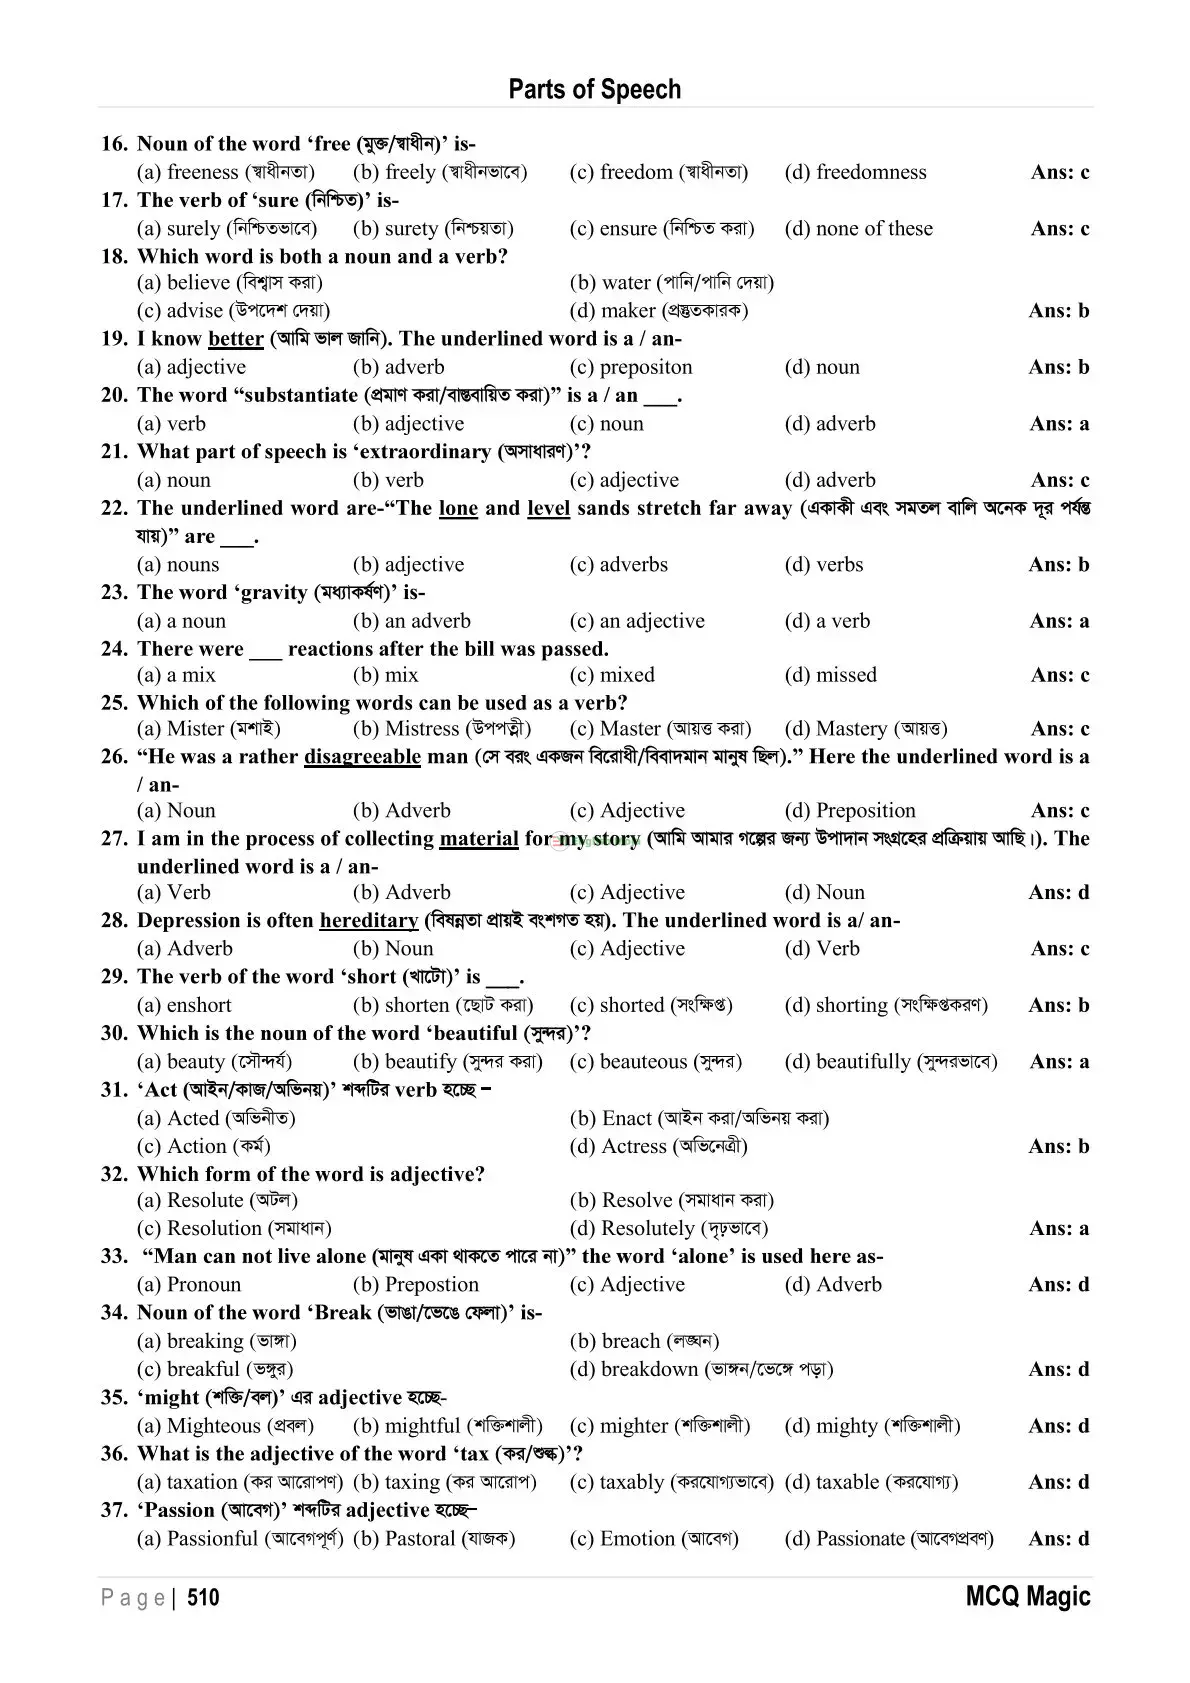 Parts of Speech
16. Noun of the word ‘free (মুক্ত/স্বাধীন)’ is-
(a) freeness (স্বাধীনতা) (b) freely (স্বাধীনভাবে) (c) freedom (স্বাধীনতা) (d) freedomness Ans: c
17. The verb of ‘sure (নিশ্চিত)’ is-
(a) surely (নিশ্চিতভাবে) (b) surety (নিশ্চয়তা) (c) ensure (নিশ্চিত করা) (d) none of these Ans: c
18. Which word is both a noun and a verb?
(a) believe (বিশ্বাস করা) (b) water (পানি/পানি দেয়া)
(c) advise (উপদেশ দেয়া) (d) maker (প্রস্তুতকারক) Ans: b
19. I know better (আমি ভাল জানি). The underlined word is a / an-
(a) adjective (b) adverb (c) prepositon (d) noun Ans: b
20. The word “substantiate (প্রমাণ করা/বাস্তবায়িত করা)” is a / an ___.
(a) verb (b) adjective (c) noun (d) adverb Ans: a
21. What part of speech is ‘extraordinary (অসাধারণ)’?
(a) noun (b) verb (c) adjective (d) adverb Ans: c
22. The underlined word are-“The lone and level sands stretch far away (একাকী এবং সমতল বালি অনেক দূর পর্যন্ত
যায়)” are ___.
(a) nouns (b) adjective (c) adverbs (d) verbs Ans: b
23. The word ‘gravity (মধ্যাকর্ষণ)’ is-
(a) a noun (b) an adverb (c) an adjective (d) a verb Ans: a
24. There were ___ reactions after the bill was passed.
(a) a mix (b) mix (c) mixed (d) missed Ans: c
25. Which of the following words can be used as a verb?
(a) Mister (মশাই) (b) Mistress (উপপত্নী) (c) Master (আয়ত্ত করা) (d) Mastery (আয়ত্ত) Ans: c
26. “He was a rather disagreeable man (সে বরং একজন বিরোধী/বিবাদমান মানুষ ছিল).” Here the underlined word is a
/ an-
(a) Noun (b) Adverb (c) Adjective (d) Preposition Ans: c
27. I am in the process of collecting material for my story (আমি আমার গল্পের জন্য উপাদান সংগ্রহের প্রক্রিয়ায় আছি।). The
underlined word is a / an-
(a) Verb (b) Adverb (c) Adjective (d) Noun Ans: d
28. Depression is often hereditary (বিষন্নতা প্রায়ই বংশগত হয়). The underlined word is a/ an-
(a) Adverb (b) Noun (c) Adjective (d) Verb Ans: c
29. The verb of the word ‘short (খাটো)’ is ___.
(a) enshort (b) shorten (ছোট করা) (c) shorted (সংক্ষিপ্ত) (d) shorting (সংক্ষিপ্তকরণ) Ans: b
30. Which is the noun of the word ‘beautiful (সুন্দর)’?
(a) beauty (সৌন্দর্য) (b) beautify (সুন্দর করা) (c) beauteous (সুন্দর) (d) beautifully (সুন্দরভাবে) Ans: a
31. ‘Act (আইন/কাজ/অভিনয়)’ শব্দটির verb হচ্ছে –
(a) Acted (অভিনীত) (b) Enact (আইন করা/অভিনয় করা)
(c) Action (কর্ম) (d) Actress (অভিনেত্রী) Ans: b
32. Which form of the word is adjective?
(a) Resolute (অটল) (b) Resolve (সমাধান করা)
(c) Resolution (সমাধান) (d) Resolutely (দৃঢ়ভাবে) Ans: a
33. “Man can not live alone (মানুষ একা থাকতে পারে না)” the word ‘alone’ is used here as-
(a) Pronoun (b) Prepostion (c) Adjective (d) Adverb Ans: d
34. Noun of the word ‘Break (ভাঙা/ভেঙে ফেলা)’ is-
(a) breaking (ভাঙ্গা) (b) breach (লঙ্ঘন)
(c) breakful (ভঙ্গুর) (d) breakdown (ভাঙ্গন/ভেঙ্গে পড়া) Ans: d
35. ‘might (শক্তি/বল)’ এর adjective হচ্ছে-
(a) Mighteous (প্রবল) (b) mightful (শক্তিশালী) (c) mighter (শক্তিশালী) (d) mighty (শক্তিশালী) Ans: d
36. What is the adjective of the word ‘tax (কর/শুল্ক)’?
(a) taxation (কর আরোপণ) (b) taxing (কর আরোপ) (c) taxably (করযোগ্যভাবে) (d) taxable (করযোগ্য) Ans: d
37. ‘Passion (আবেগ)’ শব্দটির adjective হচ্ছে–
(a) Passionful (আবেগপূর্ণ) (b) Pastoral (যাজক) (c) Emotion (আবেগ) (d) Passionate (আবেগপ্রবণ) Ans: d
Page| 510 MCQ Magic